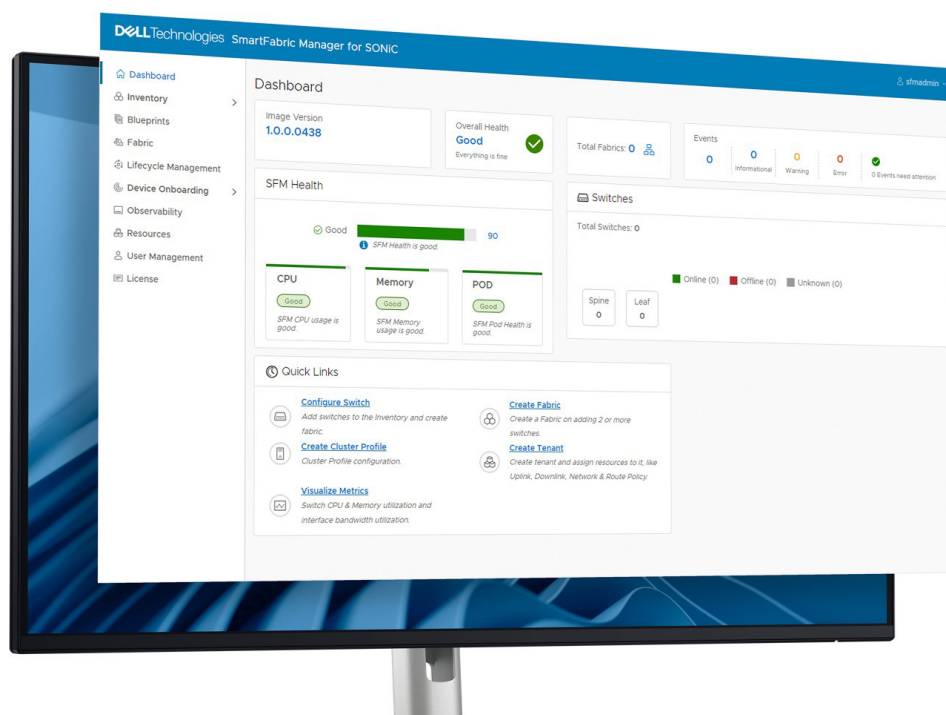 DELLTechnologies SmartFabric Manager for SONiC
sfmadmin
Dashboard
Inventory
Blueprints
Fabric
Lifecycle Management
Device Onboarding
Observability
Resources
User Management
License
Dashboard
Image Version
1.0.0.0438
Overall Health
Good
Everything is fine
Total Fabrics: 0
Events
0
0
Informational
0
Warning
0
Error
0 Events need attention
SFM Health
Good
90
SFM Health is good.
CPU
Good
SFM CPU usage is
good.
Memory
Good
SFM Memory
usage is good.
POD
Good
SFM Pod Health is
good.
Switches
Total Switches: 0
Online (0) Offline (0) Unknown (0)
Spine
0
Leaf
0
Quick Links
Configure Switch
Add switches to the Inventory and create
fabric.
Create Cluster Profile
Cluster Profile configuration.
Visualize Metrics
Switch CPU & Memory utilization and
interface bandwidth utilization.
Create Fabric
Create a Fabric on adding 2 or more
switches.
Create Tenant
Create tenant and assign resources to it, like
Uplink, Downlink, Network & Route Policy.